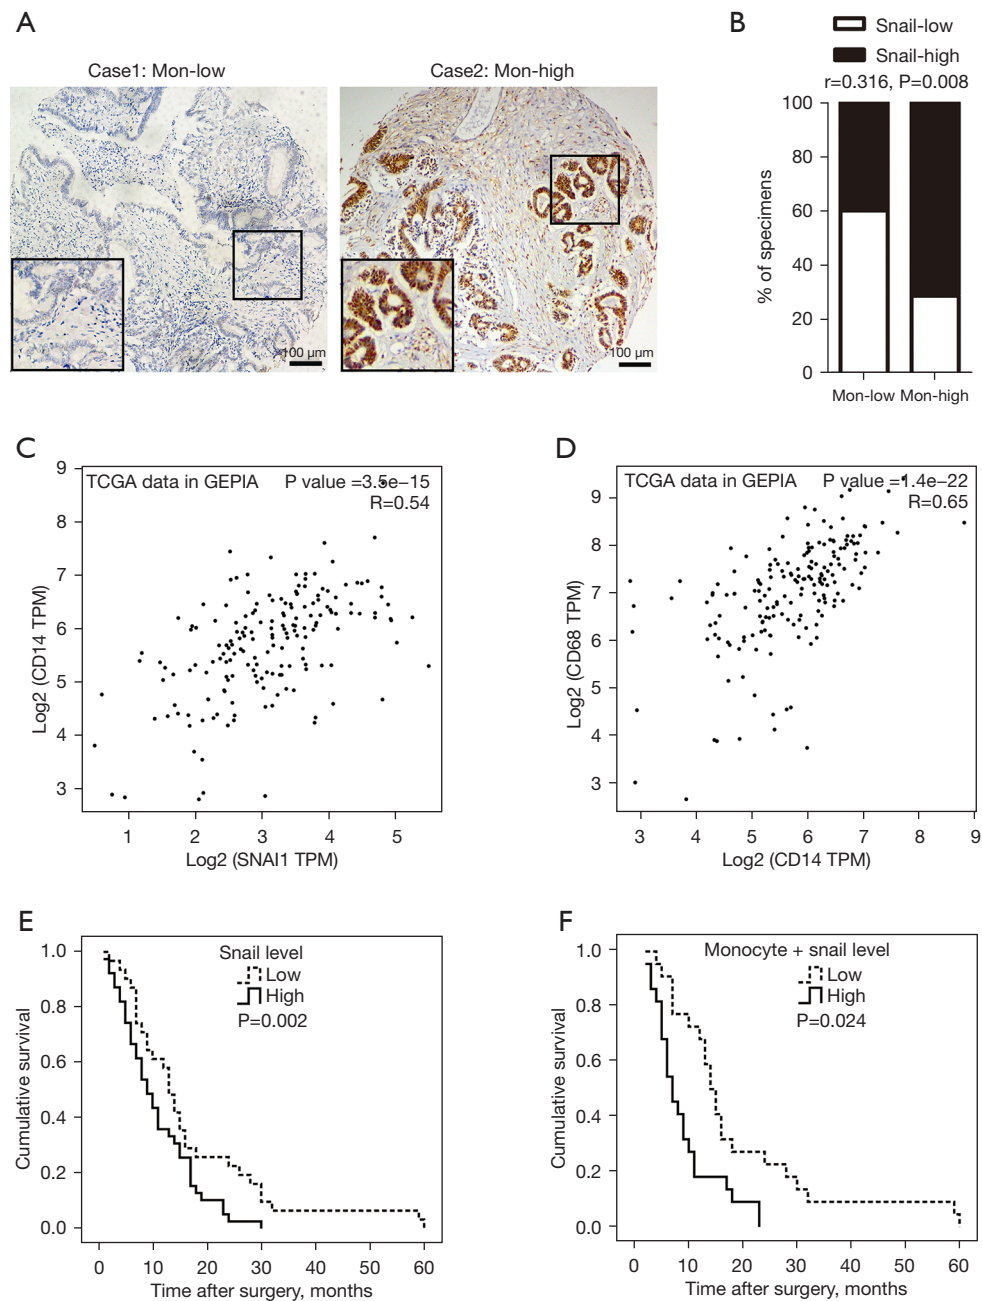 A
Case1: Mon-low
Case2: Mon-high
100 µm
100 µm
B
Snail-low
Snail-high
r=0.316, P=0.008
100
80
60
40
20
0
% of specimens
Mon-low Mon-high
C
TCGA data in GEPIA P value =3.5e–15
R=0.54
9
8
7
6
5
4
3
Log2 (CD14 TPM)
1 2 3 4 5
Log2 (SNAI1 TPM)
D
TCGA data in GEPIA P value =1.4e–22
R=0.65
9
8
7
6
5
4
3
Log2 (CD68 TPM)
3 4 5 6 7 8 9
Log2 (CD14 TPM)
E
Snail level
Low
High
P=0.002
1.0
0.8
0.6
0.4
0.2
0.0
Cumulative survival
0 10 20 30 40 50 60
Time after surgery, months
F
Monocyte + snail level
Low
High
P=0.024
1.0
0.8
0.6
0.4
0.2
0.0
Cumulative survival
0 10 20 30 40 50 60
Time after surgery, months